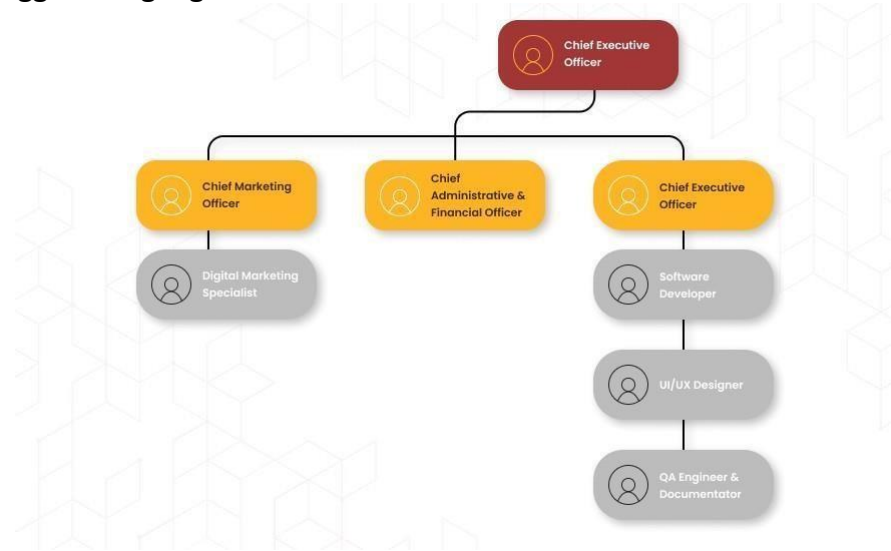 Chief Executive
Officer
Chief Marketing
Officer
Chief
Administrative &
Financial Officer
Chief Executive
Officer
Digital Marketing
Specialist
Software
Developer
UI/UX Designer
QA Engineer &
Documentator